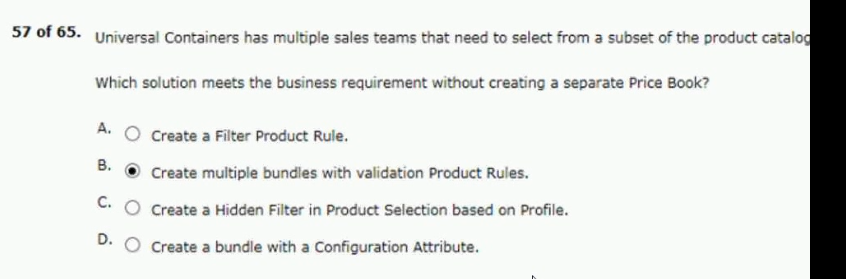 57 of 65. Universal Containers has multiple sales teams that need to select from a subset of the product catalog
Which solution meets the business requirement without creating a separate Price Book?
A. Create a Filter Product Rule.
B. Create multiple bundles with validation Product Rules.
C. Create a Hidden Filter in Product Selection based on Profile.
D. Create a bundle with a Configuration Attribute.